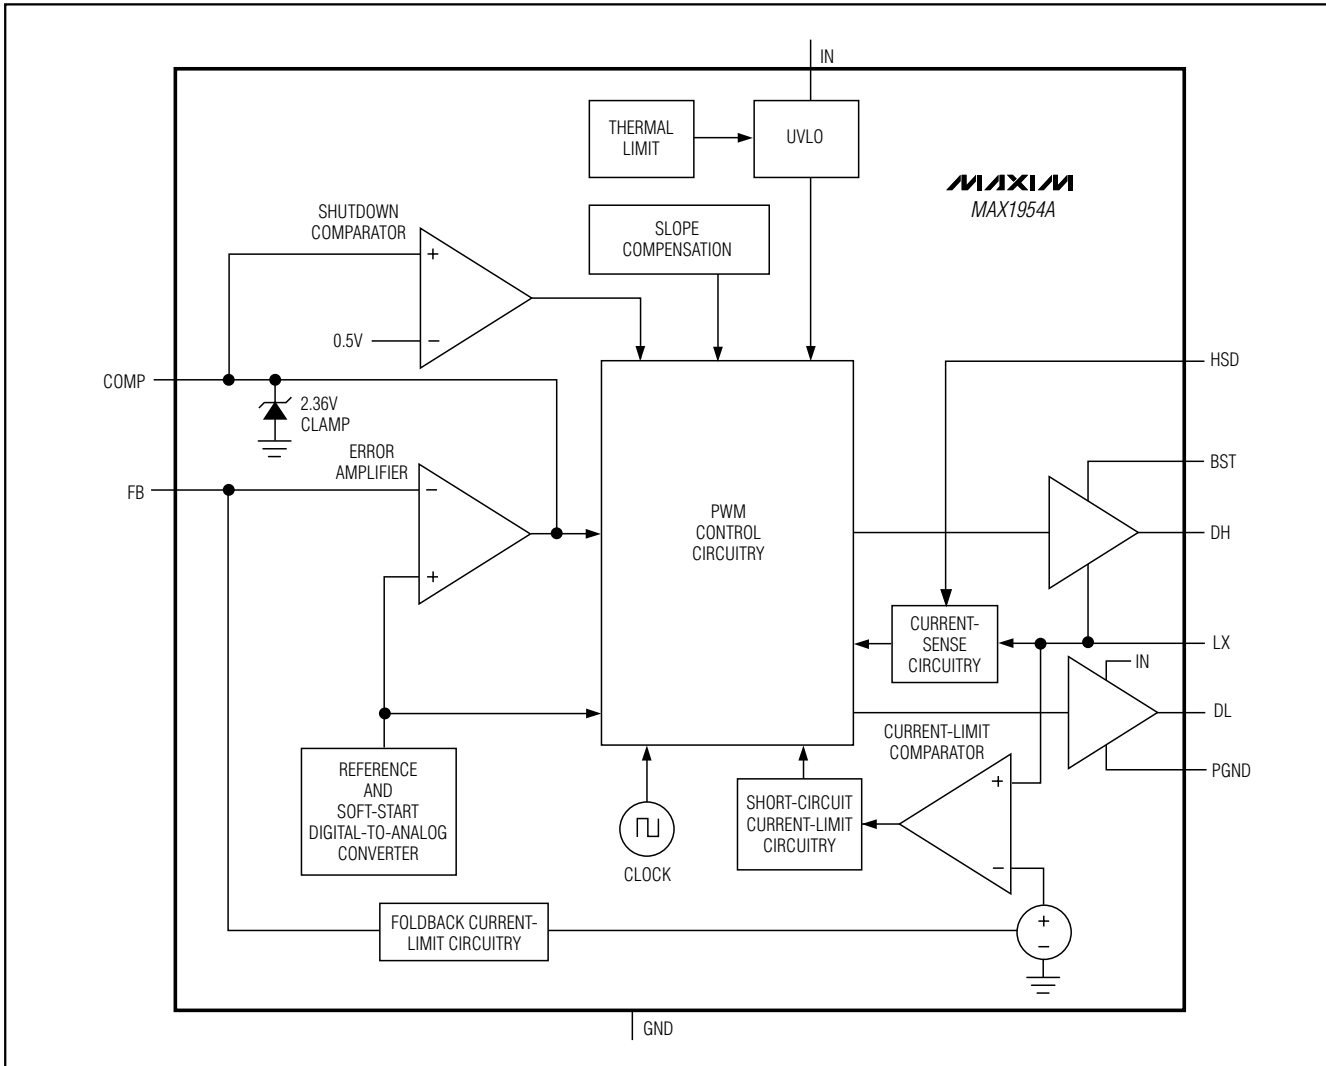 IN
THERMAL
LIMIT
UVLO
MAXIM
MAX1954A
SHUTDOWN
COMPARATOR
SLOPE
COMPENSATION
+
0.5V
−
HSD
COMP
2.36V
CLAMP
ERROR
AMPLIFIER
BST
FB
−
PWM
CONTROL
CIRCUITRY
DH
+
CURRENT-
SENSE
CIRCUITRY
LX
IN
DL
CURRENT-LIMIT
COMPARATOR
PGND
REFERENCE
AND
SOFT-START
DIGITAL-TO-ANALOG
CONVERTER
+
SHORT-CIRCUIT
CURRENT-LIMIT
CIRCUITRY
−
CLOCK
FOLDBACK CURRENT-
LIMIT CIRCUITRY
+
−
GND